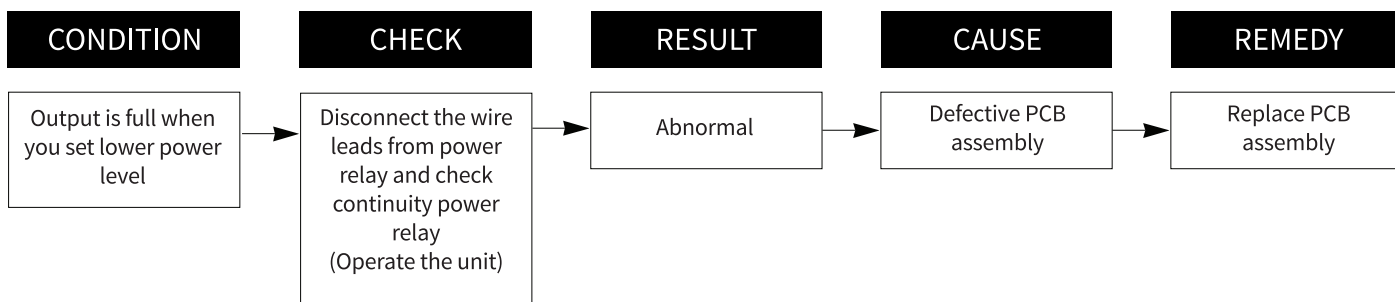 CONDITION
CHECK
RESULT
CAUSE
REMEDY
Output is full when
you set lower power
level
Disconnect the wire
leads from power
relay and check
continuity power
relay
(Operate the unit)
Abnormal
Defective PCB
assembly
Replace PCB
assembly